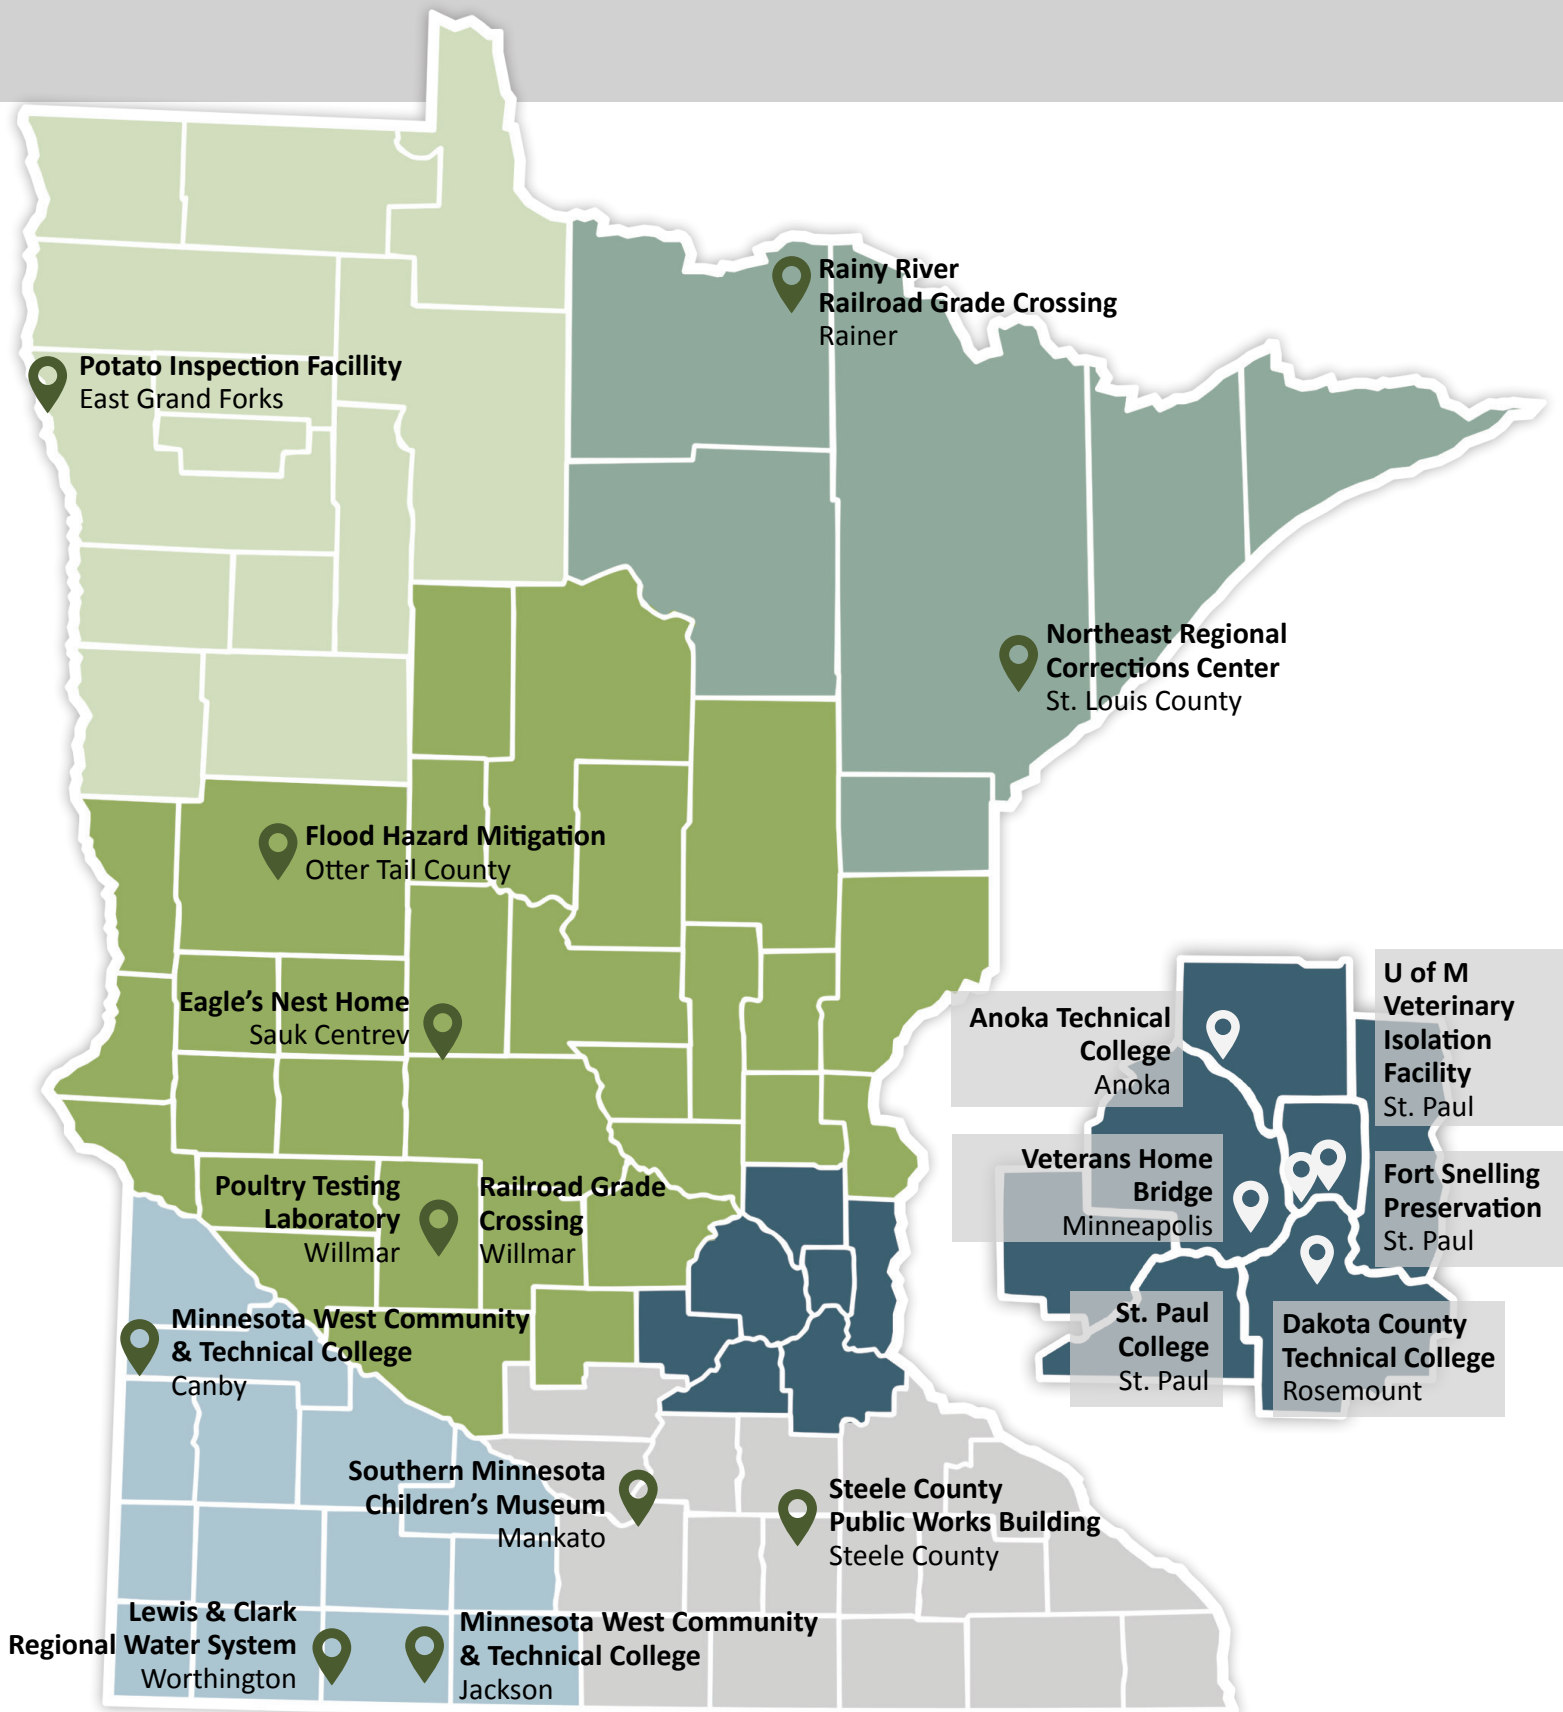 Rainy River
Railroad Grade Crossing
Rainer
Potato Inspection Facillity
East Grand Forks
Northeast Regional
Corrections Center
St. Louis County
Flood Hazard Mitigation
Otter Tail County
Eagle's Nest Home
Sauk Centrev
Anoka Technical
College
Anoka
U of M
Veterinary
Isolation
Facility
St. Paul
Veterans Home
Bridge
Minneapolis
Fort Snelling
Preservation
St. Paul
Poultry Testing
Laboratory
Willmar
Railroad Grade
Crossing
Willmar
St. Paul
College
St. Paul
Dakota County
Technical College
Rosemount
Minnesota West Community
& Technical College
Canby
Southern Minnesota
Children's Museum
Mankato
Steele County
Public Works Building
Steele County
Lewis & Clark
Regional Water System
Worthington
Minnesota West Community
& Technical College
Jackson